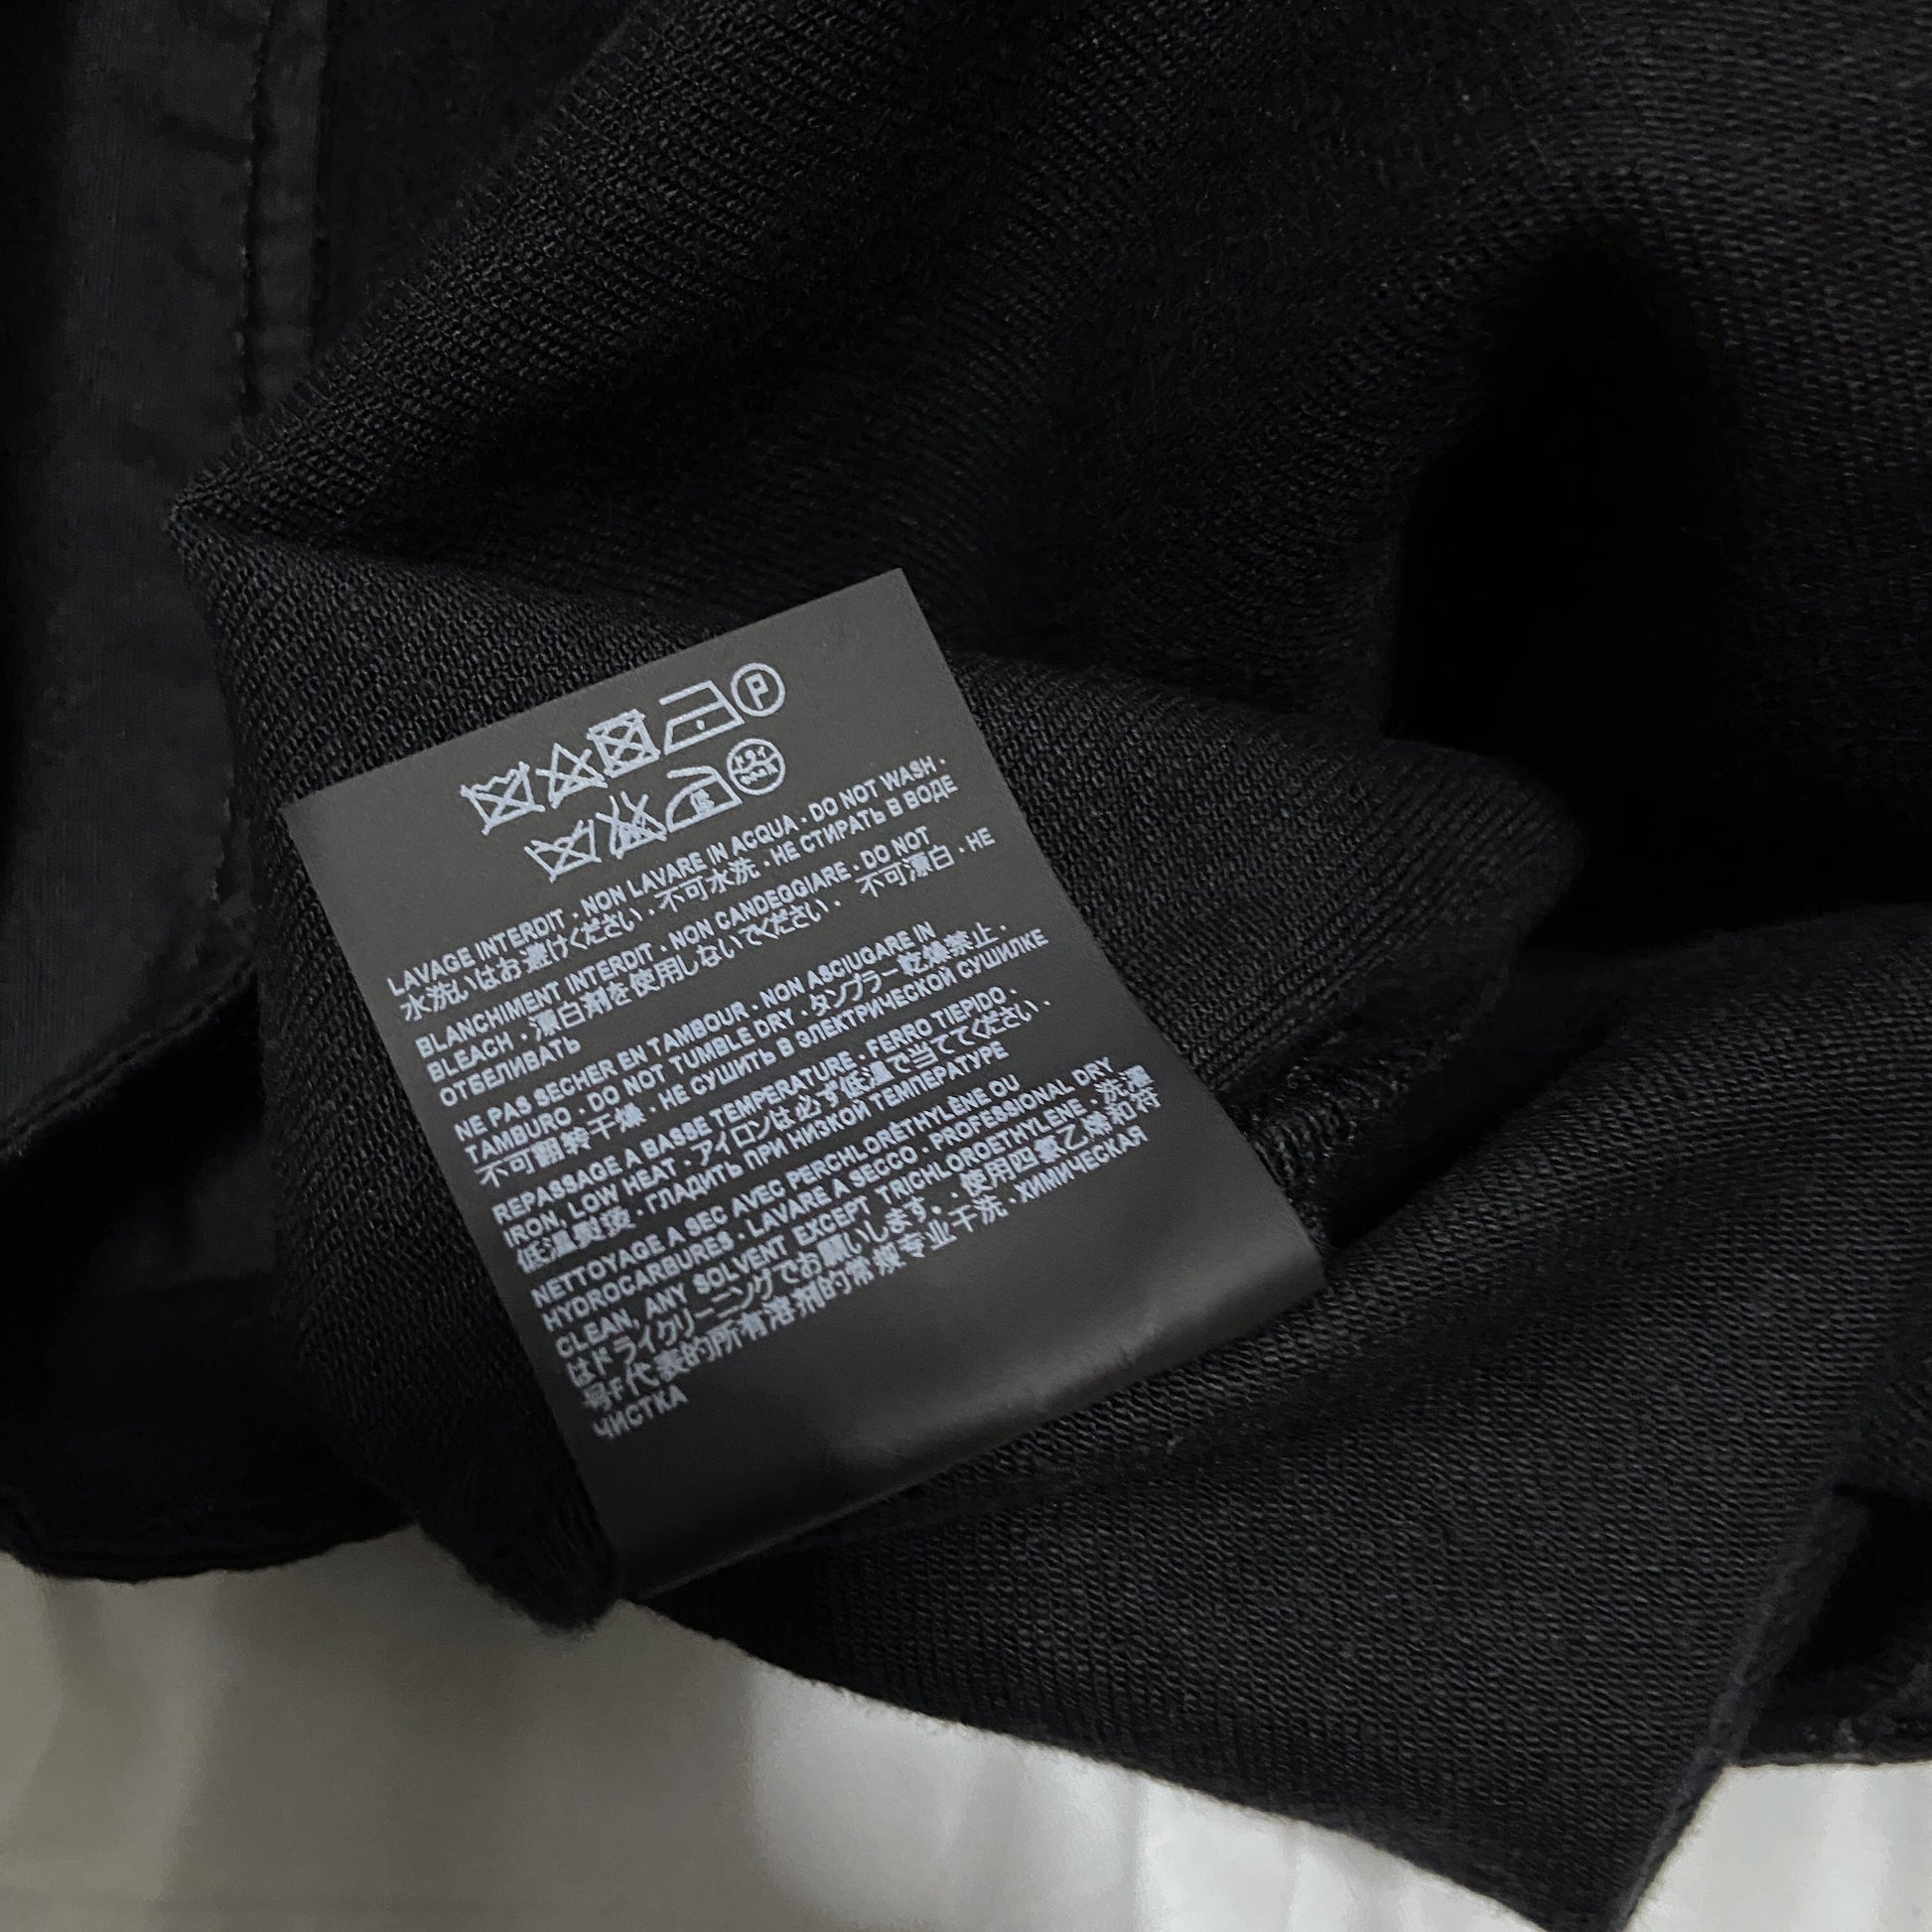 P
ドライ
LAVAGE INTERDIT · NON LAVARE IN ACQUA · DO NOT WASH ·
水洗いはお避けください · 不可水洗 · НЕ СТИРАТЬ В ВОДЕ
BLANCHIMENT INTERDIT · NON CANDEGGIARE · DO NOT
BLEACH ·漂白剤を使用しないでください · 不可漂白 · НЕ
ОТБЕЛИВАТЬ
NE PAS SECHER EN TAMBOUR · NON ASCIUGARE IN
TAMBURO · DO NOT TUMBLE DRY · タンブラー乾燥禁止 ·
不可翻转干燥 · НЕ СУШИТЬ В ЭЛЕКТРИЧЕСКОЙ СУШИЛКЕ
REPASSAGE A BASSE TEMPERATURE · FERRO TIEPIDO ·
IRON, LOW HEAT · アイロンは必ず低温で当ててください ·
低温熨烫 · ГЛАДИТЬ ПРИ НИЗКОЙ ТЕМПЕРАТУРЕ
NETTOYAGE A SEC AVEC PERCHLORÉTHYLÈNE OU
HYDROCARBURES · LAVARE A SECCO · PROFESSIONAL DRY
CLEAN, ANY SOLVENT EXCEPT TRICHLOROETHYLENE · 洗濯
はドライクリーニングでお願いします。 · 使用四氯乙烯和符
号F代表的所有溶剂的常规专业干洗 · ХИМИЧЕСКАЯ
ЧИСТКА